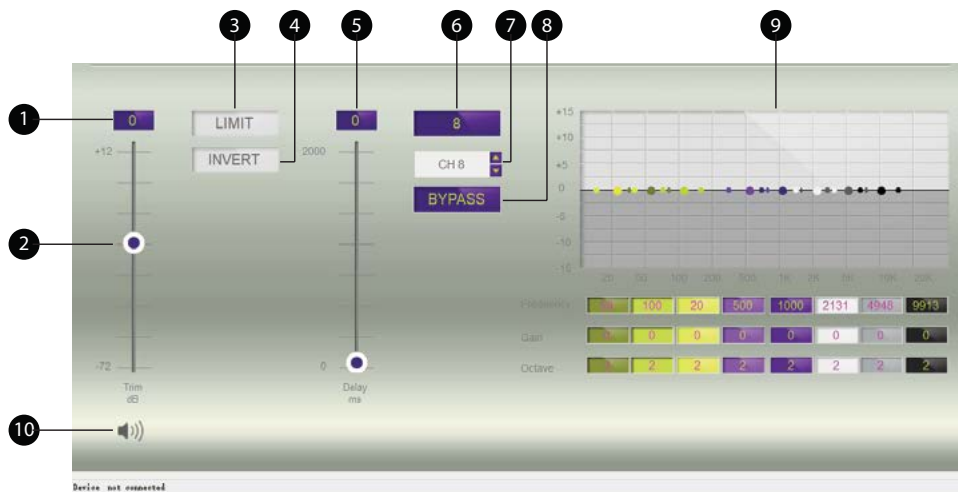 3 4 5 6 7 8 9
1 0 LIMIT 0 8 +15
+10
+12 INVERT 2000 CH 8 +5
BYPASS 0
-5
2 -10
-15
20 50 100 200 500 1K 2K 5K 10K 20K
Frequency 100 20 500 1000 2131 4948 9913
Gain 0 0 0 0 0 0 0 0
-72 0 Octave 2 2 2 2 2 2 2
Trim Delay
dB ms
10
Device not connected